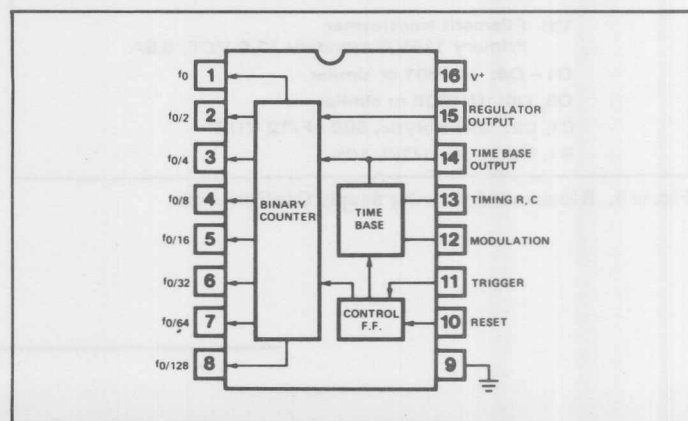 f0 1
f0/2 2
f0/4 3
f0/8 4
f0/16 5
f0/32 6
f0/64 7
f0/128 8
BINARY
COUNTER
TIME
BASE
CONTROL
F.F.
16 V+
15 REGULATOR
OUTPUT
14 TIME BASE
OUTPUT
13 TIMING R, C
12 MODULATION
11 TRIGGER
10 RESET
9